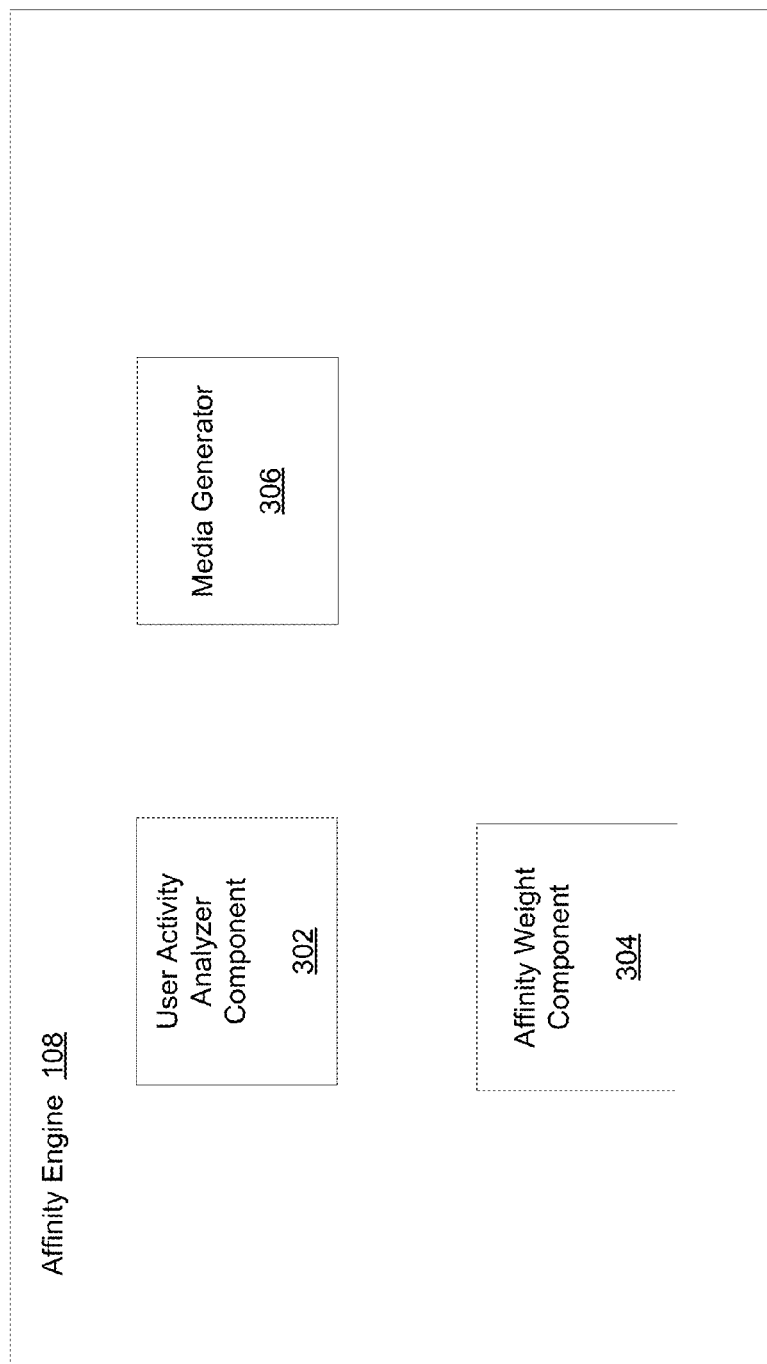 Affinity Engine 108
User Activity
Analyzer
Component
302
Media Generator
306
Affinity Weight
Component
304